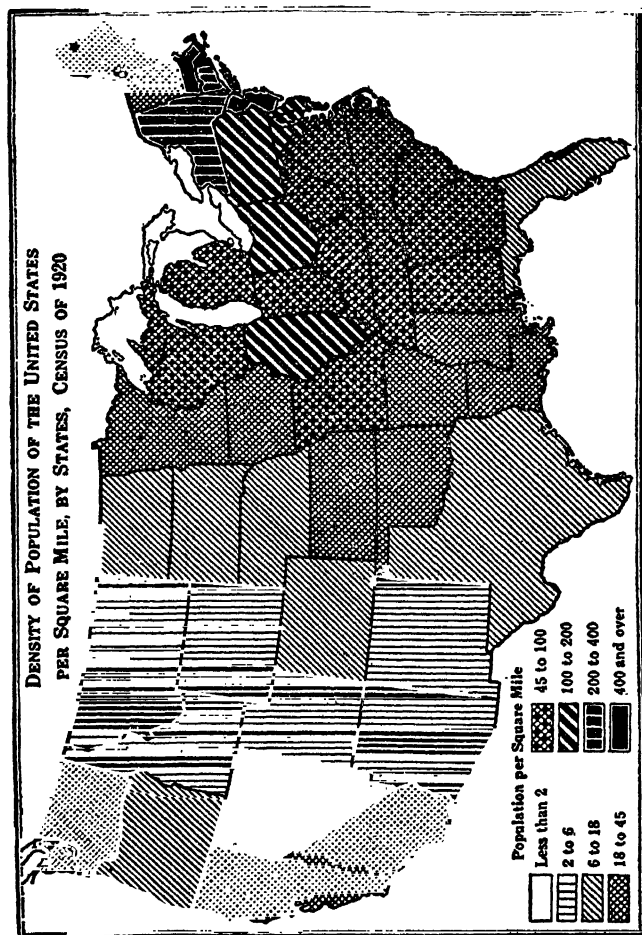 DENSITY OF POPULATION OF THE UNITED STATES
PER SQUARE MILE, BY STATES, CENSUS OF 1920
Population per Square Mile
Less than 2
2 to 6
6 to 18
18 to 45
45 to 100
100 to 200
200 to 400
400 and over